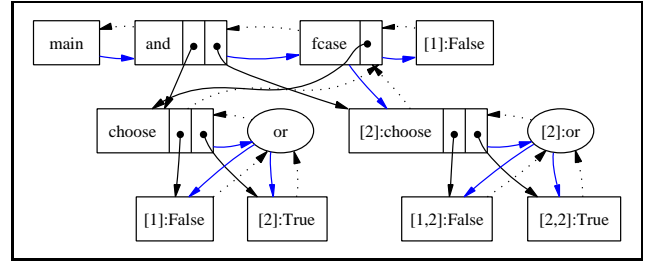 main and fcase [1]:False
choose or [2]:choose [2]:or
[1]:False [2]:True [1,2]:False [2,2]:True